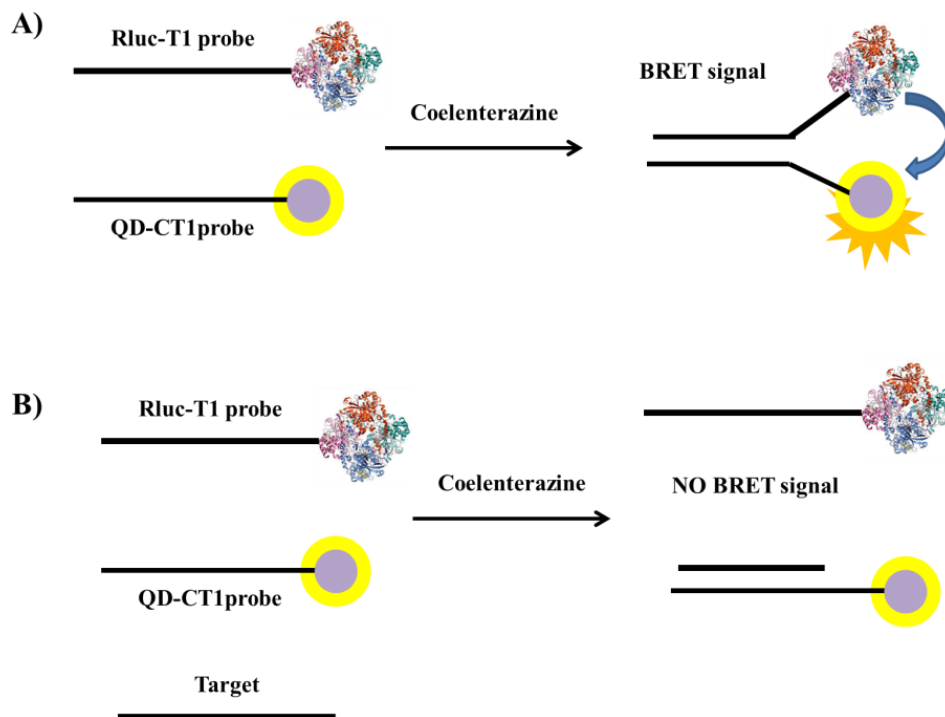 A)
Rluc-T1 probe
BRET signal
Coelenterazine
QD-CT1probe
B)
Rluc-T1 probe
Coelenterazine
NO BRET signal
QD-CT1probe
Target